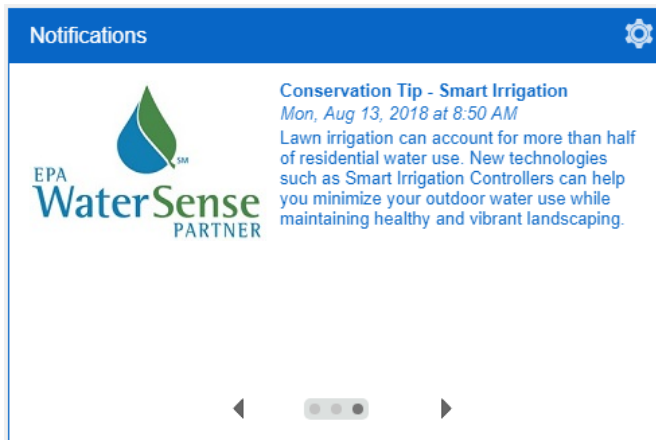 Notifications
Conservation Tip - Smart Irrigation
Mon, Aug 13, 2018 at 8:50 AM
Lawn irrigation can account for more than half
of residential water use. New technologies
such as Smart Irrigation Controllers can help
you minimize your outdoor water use while
maintaining healthy and vibrant landscaping.
SM
EPA
WaterSense
PARTNER